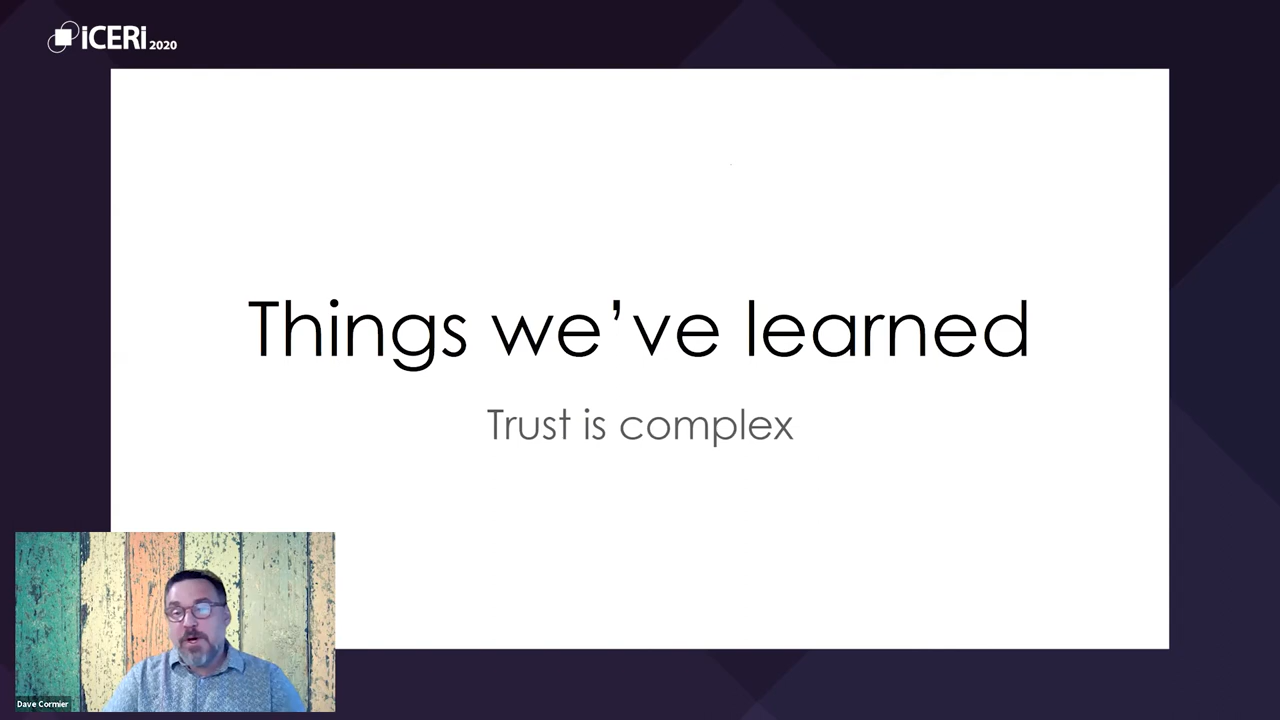 iCERi 2020
Things we’ve learned
Trust is complex
Dave Cormier